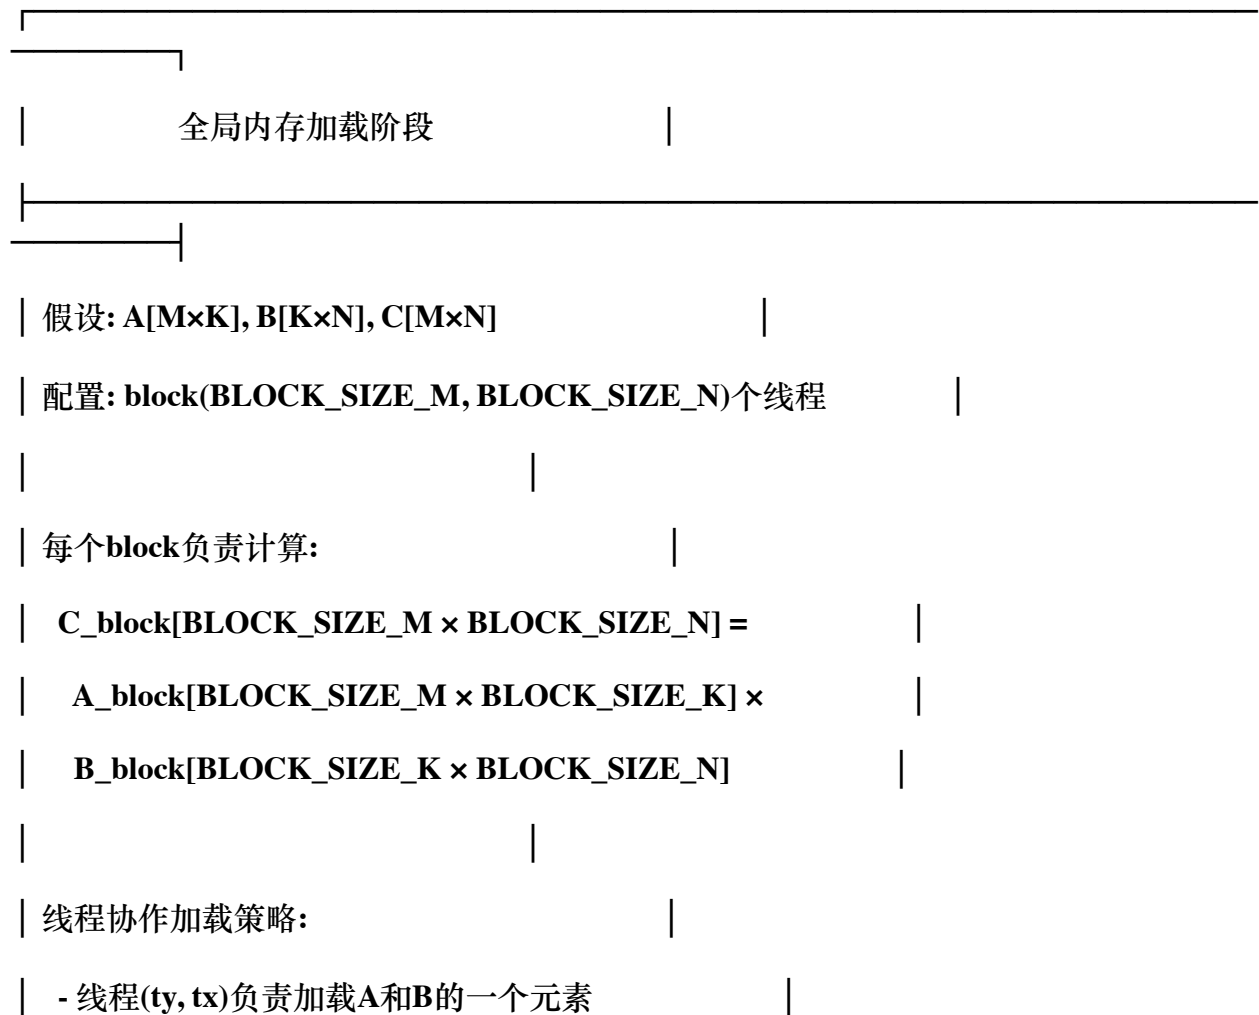 ┌─────────────────────────────────────────────────────────
────────┐
│ 全局内存加载阶段 │
├─────────────────────────────────────────────────────────
────────┤
│ 假设: A[M×K], B[K×N], C[M×N] │
│ 配置: block(BLOCK_SIZE_M, BLOCK_SIZE_N)个线程 │
│ │
│ 每个block负责计算: │
│ C_block[BLOCK_SIZE_M × BLOCK_SIZE_N] = │
│ A_block[BLOCK_SIZE_M × BLOCK_SIZE_K] × │
│ B_block[BLOCK_SIZE_K × BLOCK_SIZE_N] │
│ │
│ 线程协作加载策略: │
│ - 线程(ty, tx)负责加载A和B的一个元素 │